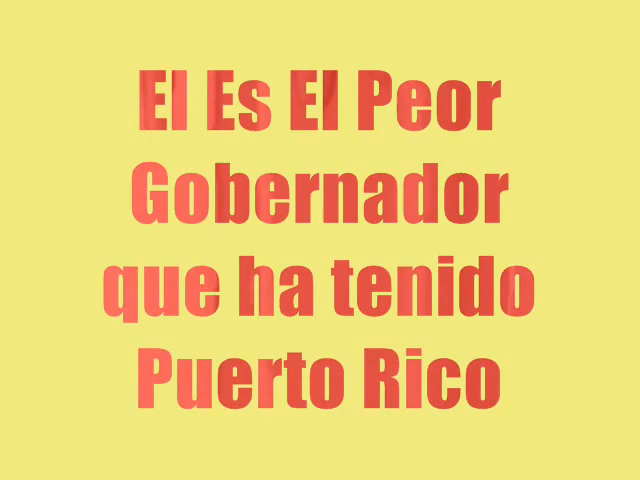 El Es El Peor
Gobernador
que ha tenido
Puerto Rico